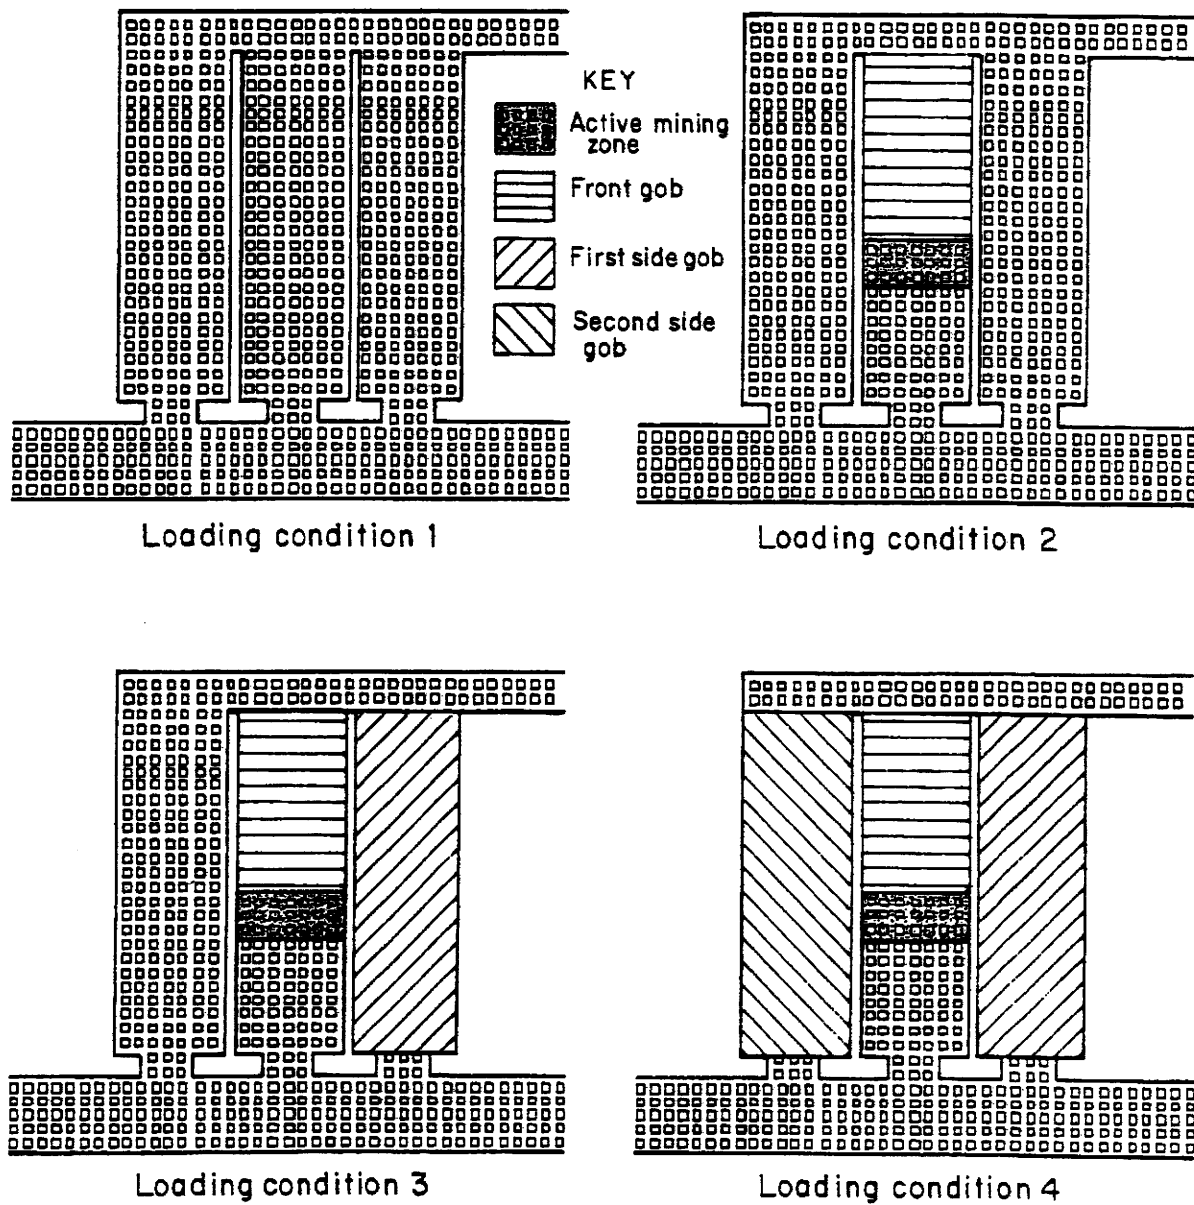 KEY
Active mining
zone
Front gob
First side gob
Second side
gob
Loading condition 1
Loading condition 2
Loading condition 3
Loading condition 4